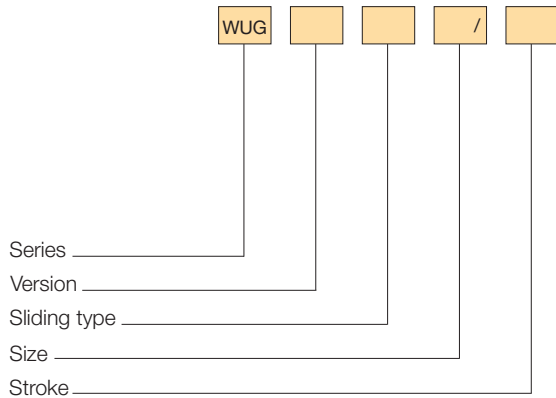 WUG /
Series
Version
Sliding type
Size
Stroke